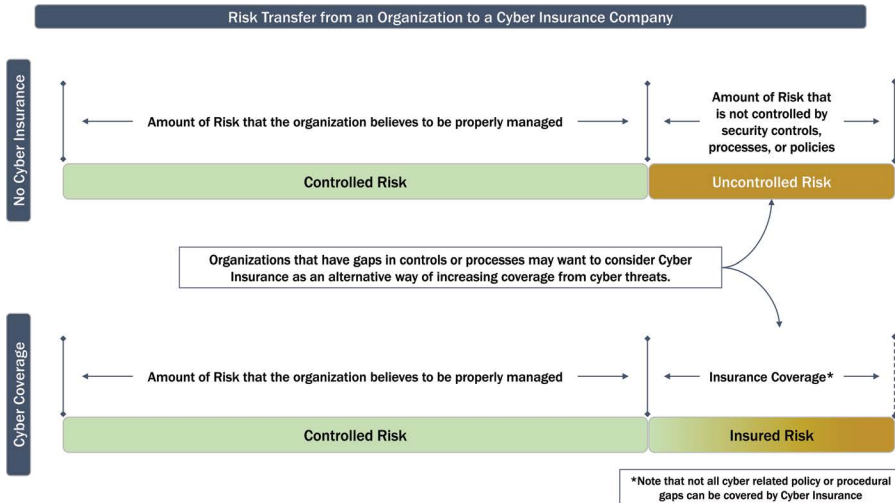 Risk Transfer from an Organization to a Cyber Insurance Company
No Cyber Insurance
Amount of Risk that the organization believes to be properly managed
Amount of Risk that
is not controlled by
security controls,
processes, or policies
Controlled Risk
Uncontrolled Risk
Organizations that have gaps in controls or processes may want to consider Cyber
Insurance as an alternative way of increasing coverage from cyber threats.
Cyber Coverage
Amount of Risk that the organization believes to be properly managed
Insurance Coverage*
Controlled Risk
Insured Risk
*Note that not all cyber related policy or procedural
gaps can be covered by Cyber Insurance